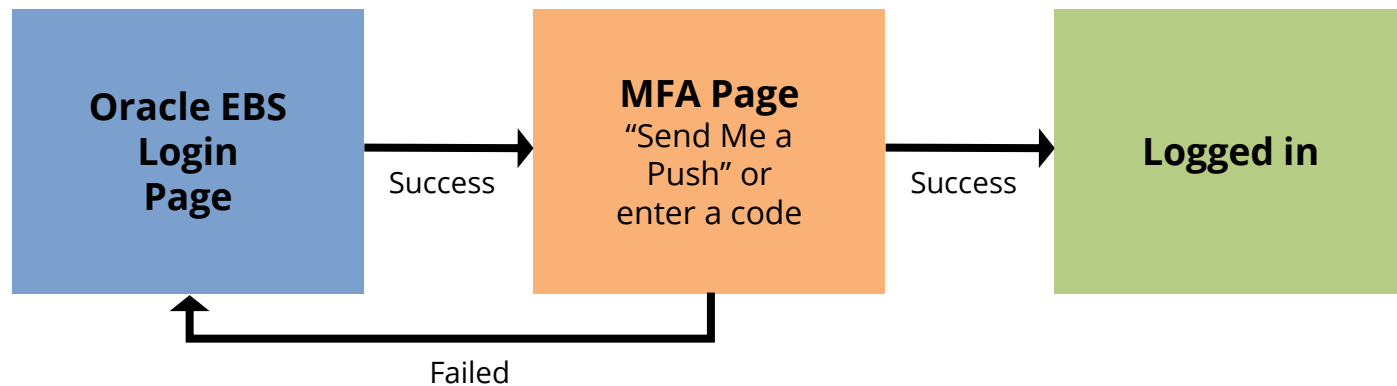 Oracle EBS
Login
Page
Success
MFA Page
“Send Me a
Push” or
enter a code
Success
Logged in
Failed